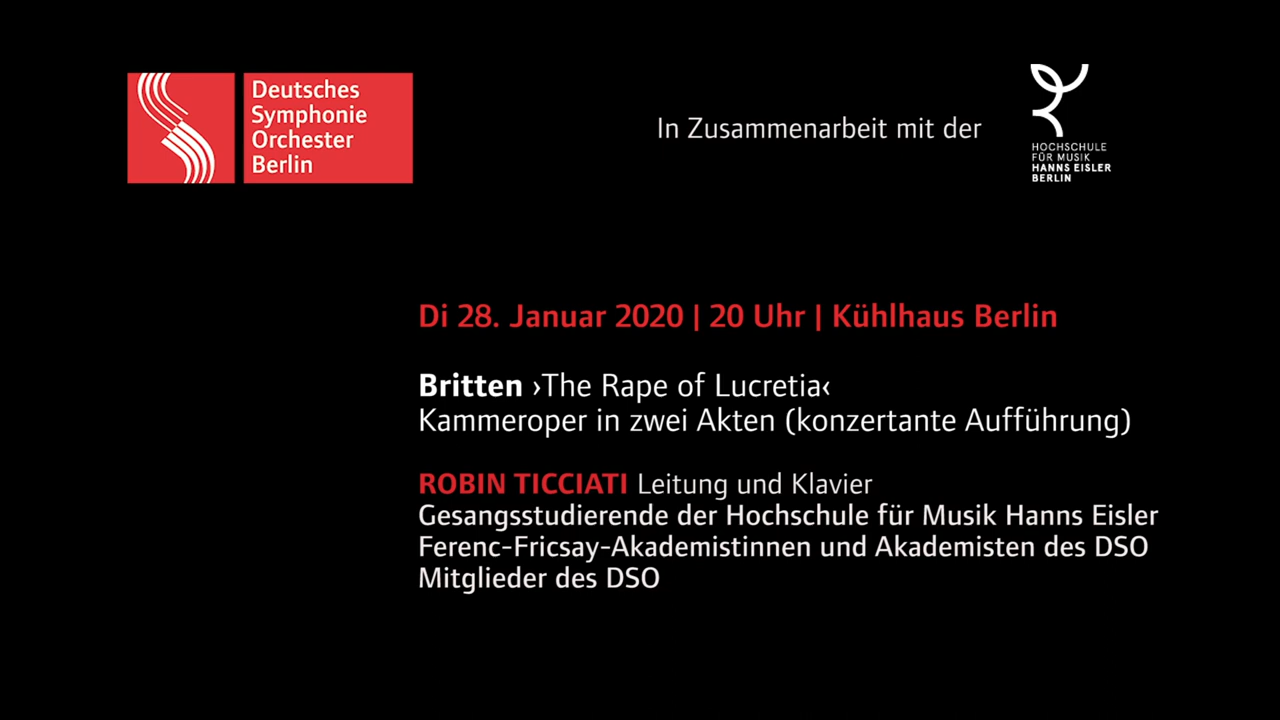 Deutsches
Symphonie
Orchester
Berlin
In Zusammenarbeit mit der
HOCHSCHULE
FÜR MUSIK
HANNS EISLER
BERLIN
Di 28. Januar 2020 | 20 Uhr | Kühlhaus Berlin
Britten ›The Rape of Lucretia‹
Kammeroper in zwei Akten (konzertante Aufführung)
ROBIN TICCIATI Leitung und Klavier
Gesangsstudierende der Hochschule für Musik Hanns Eisler
Ferenc-Fricsay-Akademistinnen und Akademisten des DSO
Mitglieder des DSO